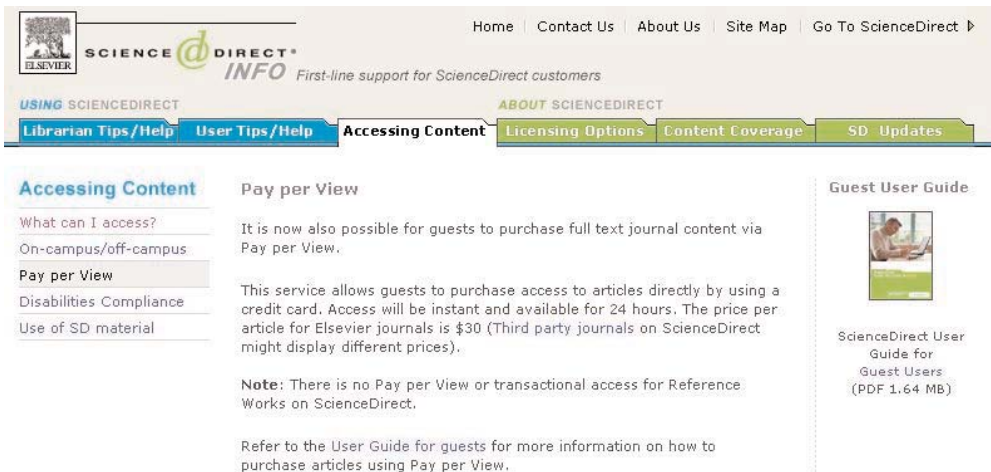 Home | Contact Us | About Us | Site Map | Go To ScienceDirect
ELSEVIER
SCIENCE @ DIRECT®
INFO First-line support for ScienceDirect customers
USING SCIENCEDIRECT
ABOUT SCIENCEDIRECT
Librarian Tips/Help User Tips/Help Accessing Content Licensing Options Content Coverage SD Updates
Accessing Content
What can I access?
On-campus/off-campus
Pay per View
Disabilities Compliance
Use of SD material
Pay per View
It is now also possible for guests to purchase full text journal content via
Pay per View.
This service allows guests to purchase access to articles directly by using a
credit card. Access will be instant and available for 24 hours. The price per
article for Elsevier journals is $30 (Third party journals on ScienceDirect
might display different prices).
Note: There is no Pay per View or transactional access for Reference
Works on ScienceDirect.
Refer to the User Guide for guests for more information on how to
purchase articles using Pay per View.
Guest User Guide
ScienceDirect User
Guide for
Guest Users
(PDF 1.64 MB)